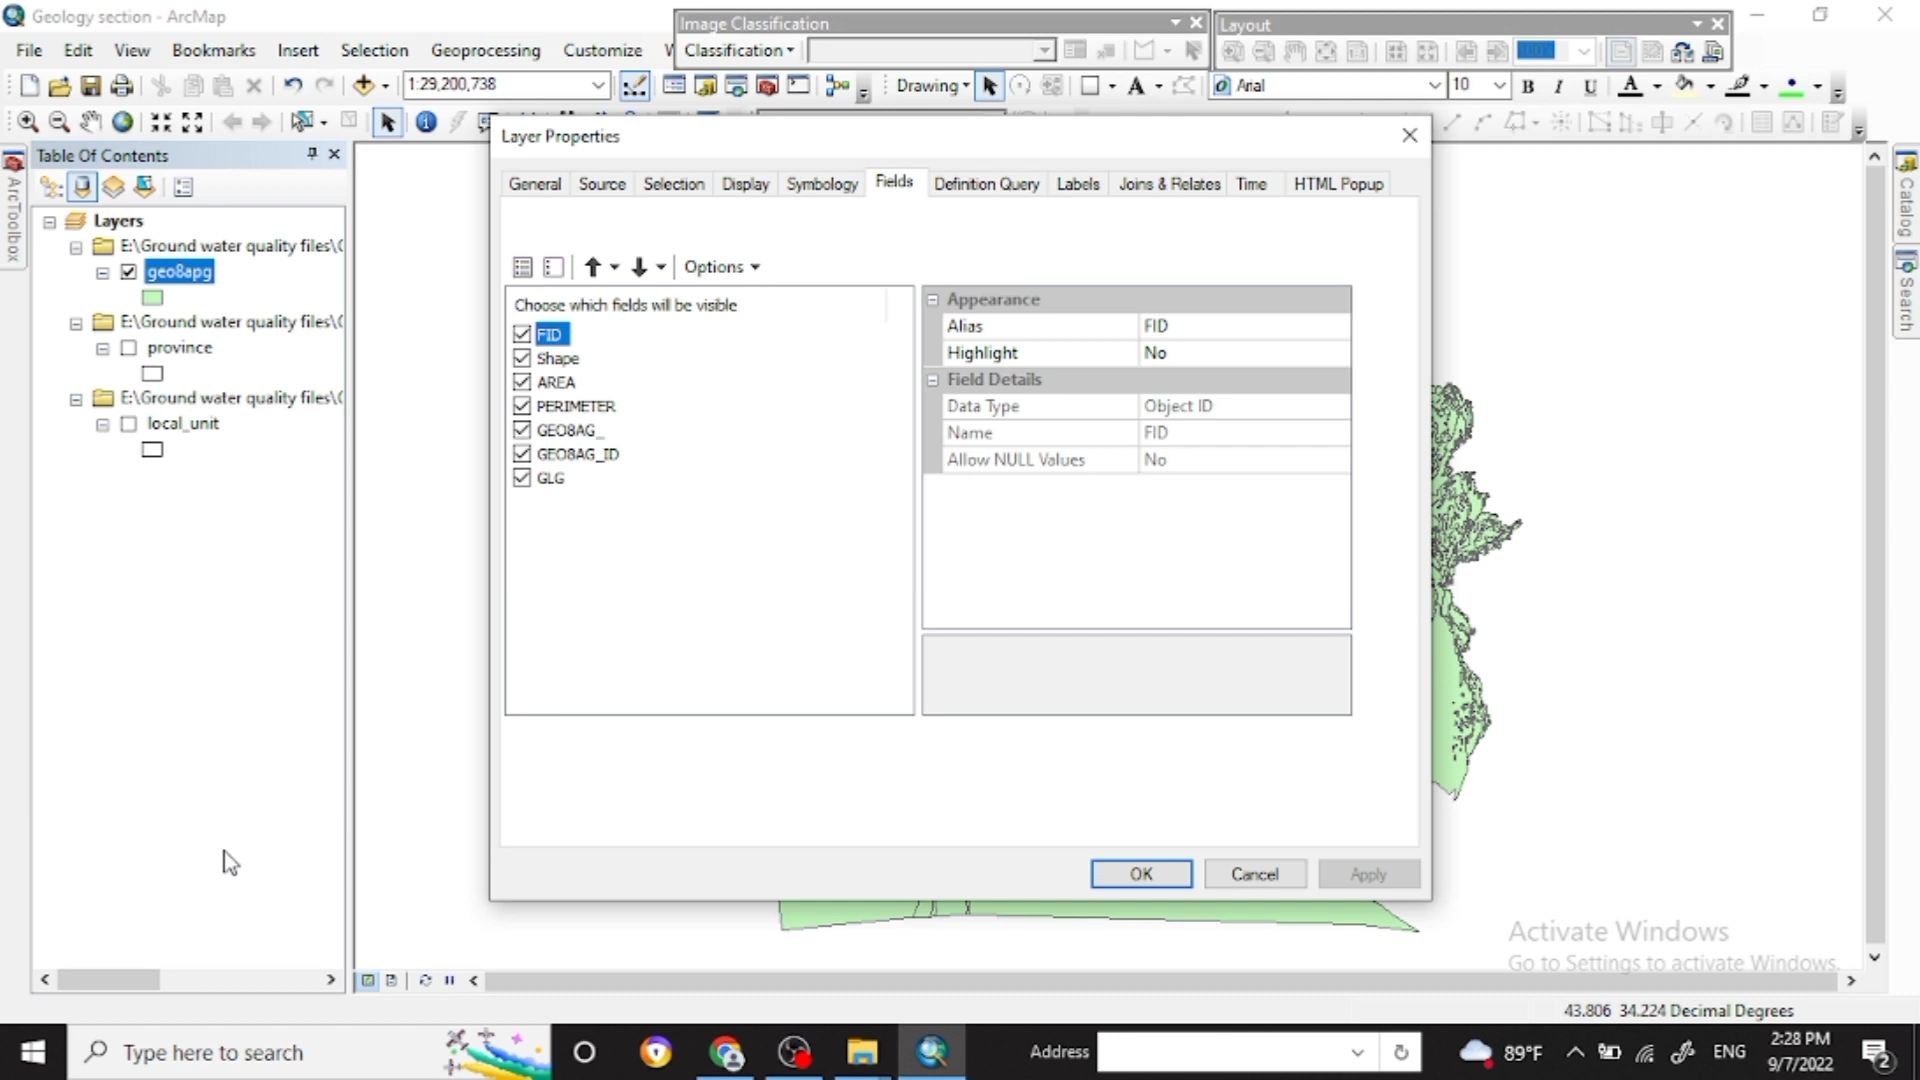 Geology section - ArcMap
Image Classification
Layout
File Edit View Bookmarks Insert Selection Geoprocessing Customize
Classification
1:29,200,738
Drawing
A
Arial
10
B I U A
Layer Properties
Table Of Contents
ArcToolbox
General Source Selection Display Symbology Fields Definition Query Labels Joins & Relates Time HTML Popup
Catalog
Search
Layers
E:\Ground water quality files\(
geo8apg
E:\Ground water quality files\(
province
E:\Ground water quality files\(
local_unit
Options
Choose which fields will be visible
FID
Shape
AREA
PERIMETER
GEO8AG_
GEO8AG_ID
GLG
Appearance
Alias FID
Highlight No
Field Details
Data Type Object ID
Name FID
Allow NULL Values No
OK Cancel Apply
Activate Windows
Go to Settings to activate Windows.
43.806 34.224 Decimal Degrees
Type here to search
Address
89°F
ENG
2:28 PM
9/7/2022
2